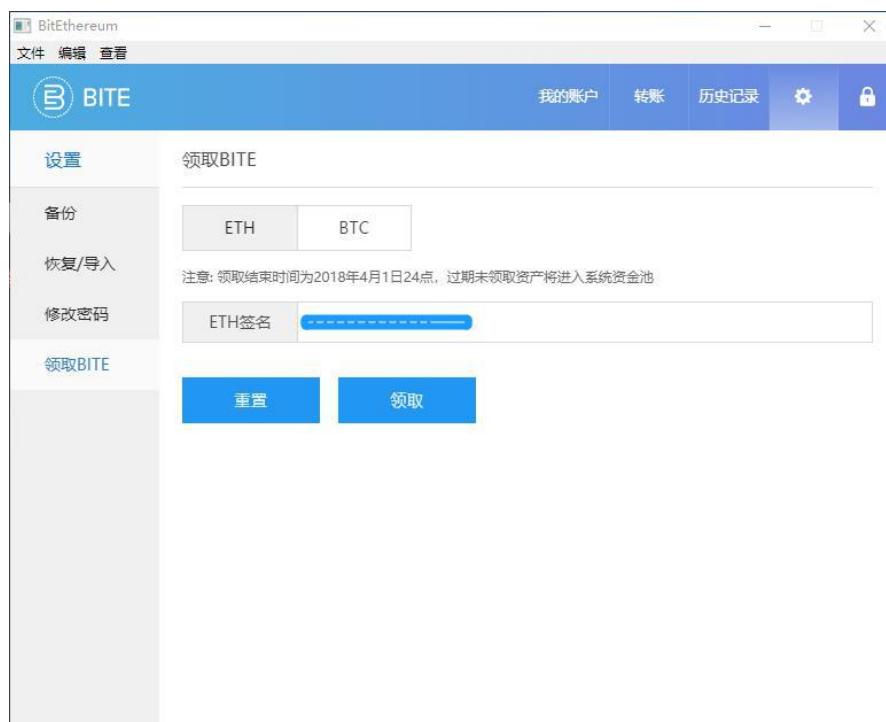 BitEthereum
文件 编辑 查看
BITE 我的账户 转账 历史记录
设置
备份
恢复/导入
修改密码
领取BITE
领取BITE
ETH BTC
注意: 领取结束时间为2018年4月1日24点，过期未领取资产将进入系统资金池
ETH签名
重置 领取